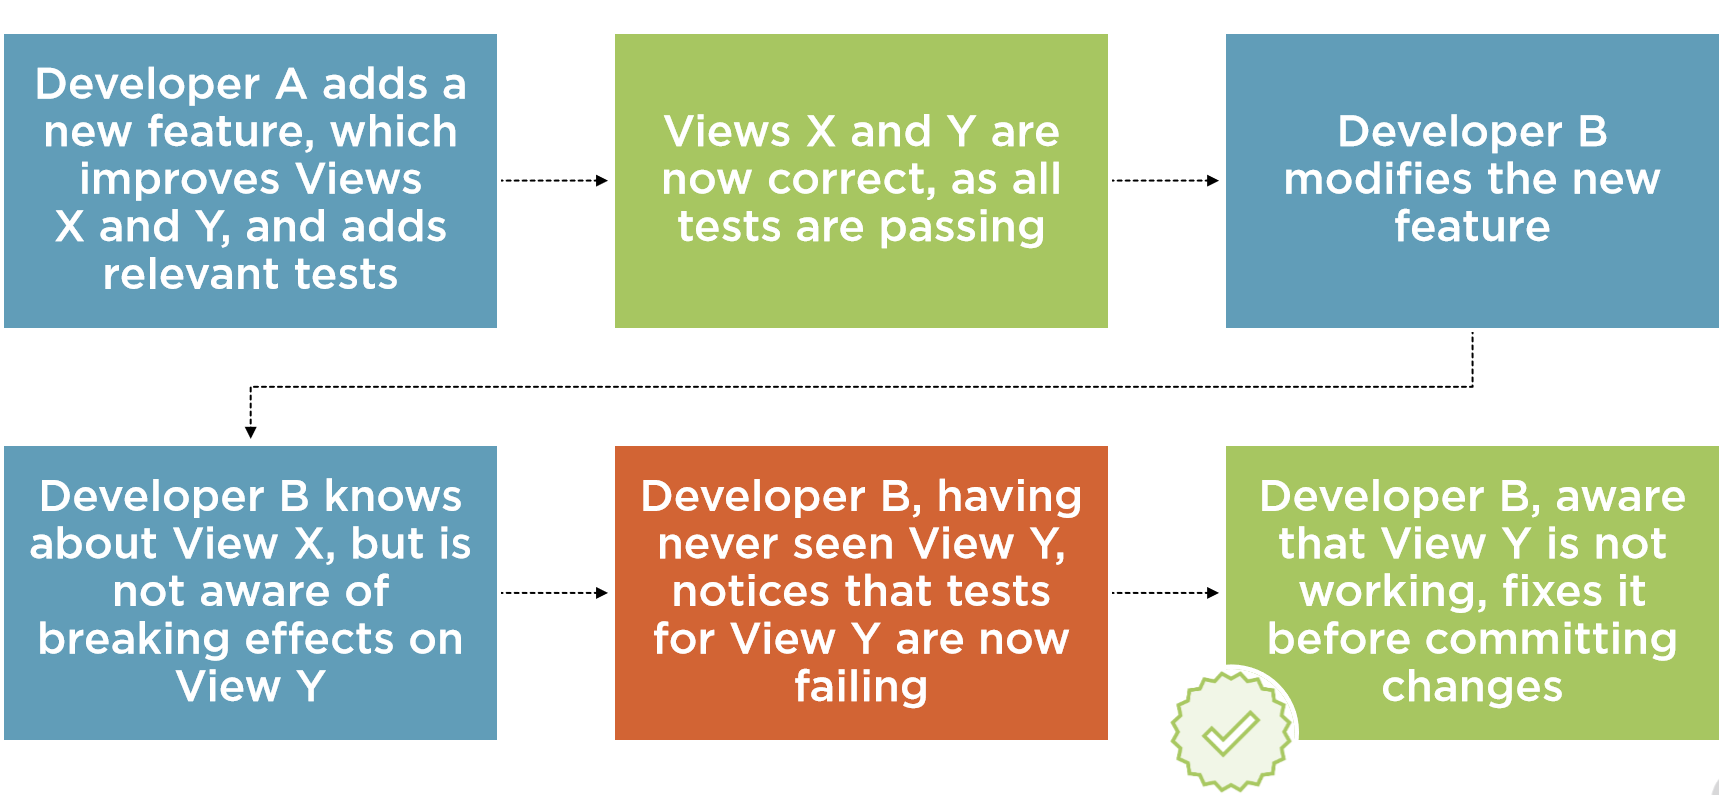 Developer A adds a
new feature, which
improves Views
X and Y, and adds
relevant tests
Views X and Y are
now correct, as all
tests are passing
Developer B
modifies the new
feature
Developer B knows
about View X, but is
not aware of
breaking effects on
View Y
Developer B, having
never seen View Y,
notices that tests
for View Y are now
failing
Developer B, aware
that View Y is not
working, fixes it
before committing
changes